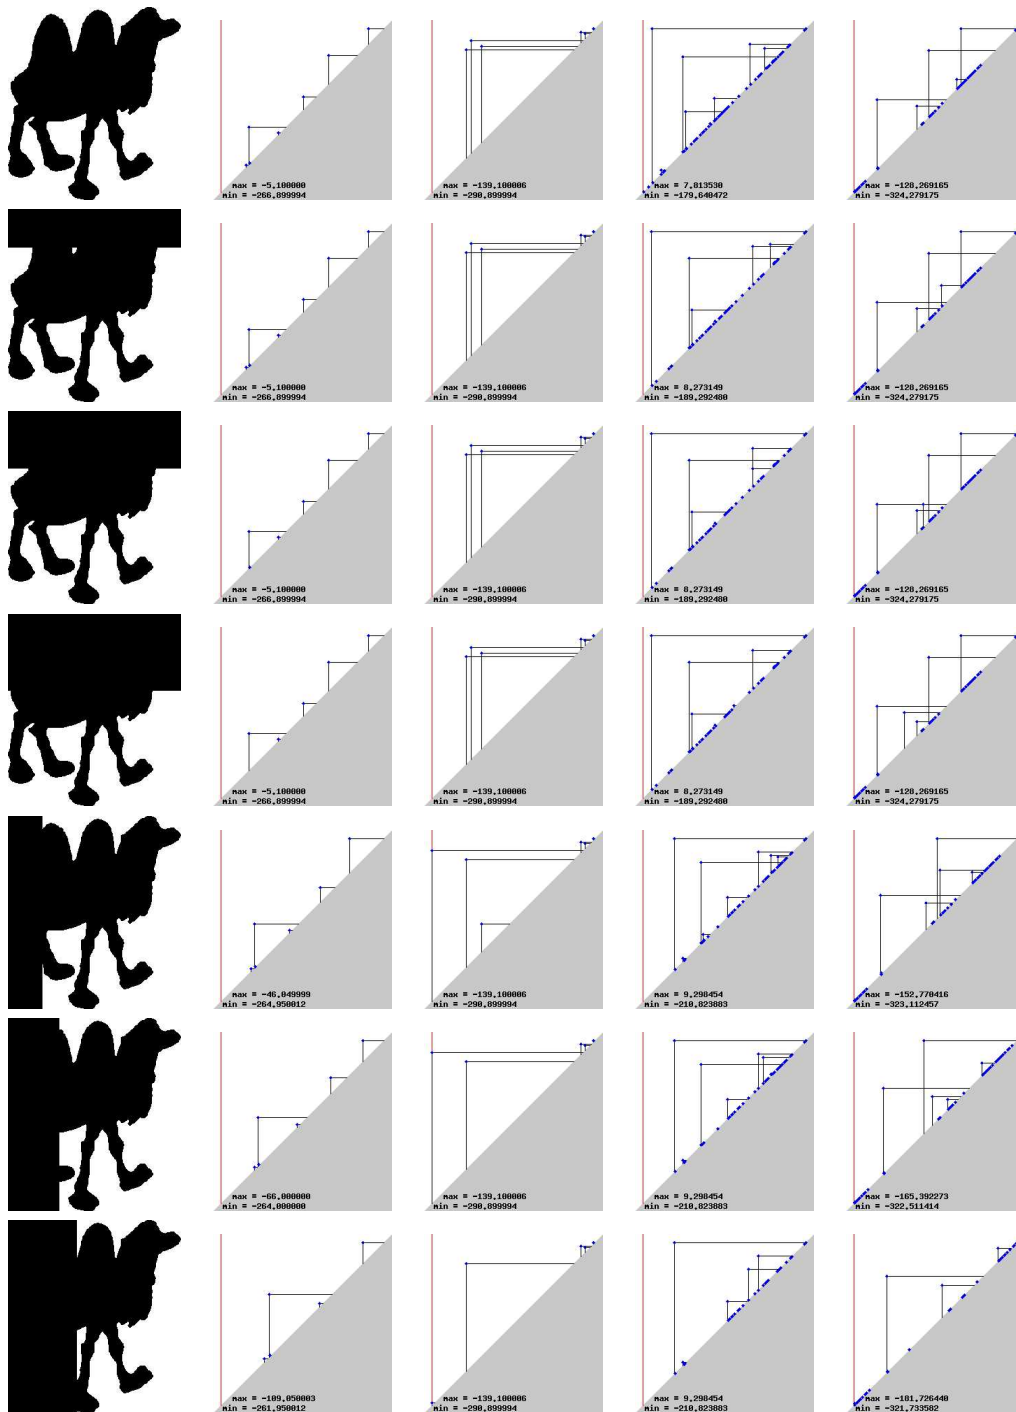 max = -5,100000
min = -266,899994
max = -139,100006
min = -290,899994
max = 7,813530
min = -179,640472
max = -128,269165
min = -324,279175
max = -5,100000
min = -266,899994
max = -139,100006
min = -290,899994
max = 8,273149
min = -189,292480
max = -128,269165
min = -324,279175
max = -5,100000
min = -266,899994
max = -139,100006
min = -290,899994
max = 8,273149
min = -189,292480
max = -128,269165
min = -324,279175
max = -5,100000
min = -266,899994
max = -139,100006
min = -290,899994
max = 8,273149
min = -189,292480
max = -128,269165
min = -324,279175
max = -46,049999
min = -264,950012
max = -139,100006
min = -290,899994
max = 9,298454
min = -210,823883
max = -152,770416
min = -323,112457
max = -66,000000
min = -264,000000
max = -139,100006
min = -290,899994
max = 9,298454
min = -210,823883
max = -165,392273
min = -322,511414
max = -109,050003
min = -261,950012
max = -139,100006
min = -290,899994
max = 9,298454
min = -210,823883
max = -181,726440
min = -321,733582